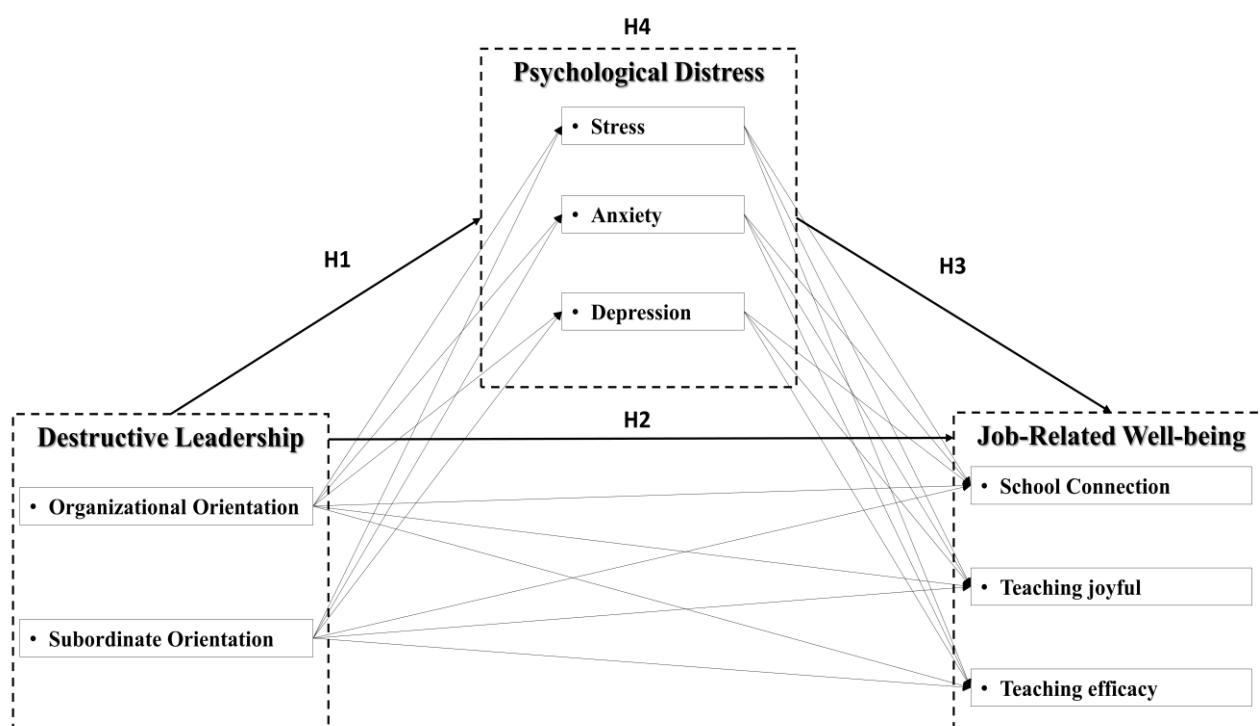 H4
Psychological Distress
• Stress
• Anxiety
• Depression
H1
H3
H2
Destructive Leadership
• Organizational Orientation
• Subordinate Orientation
Job-Related Well-being
• School Connection
• Teaching joyful
• Teaching efficacy